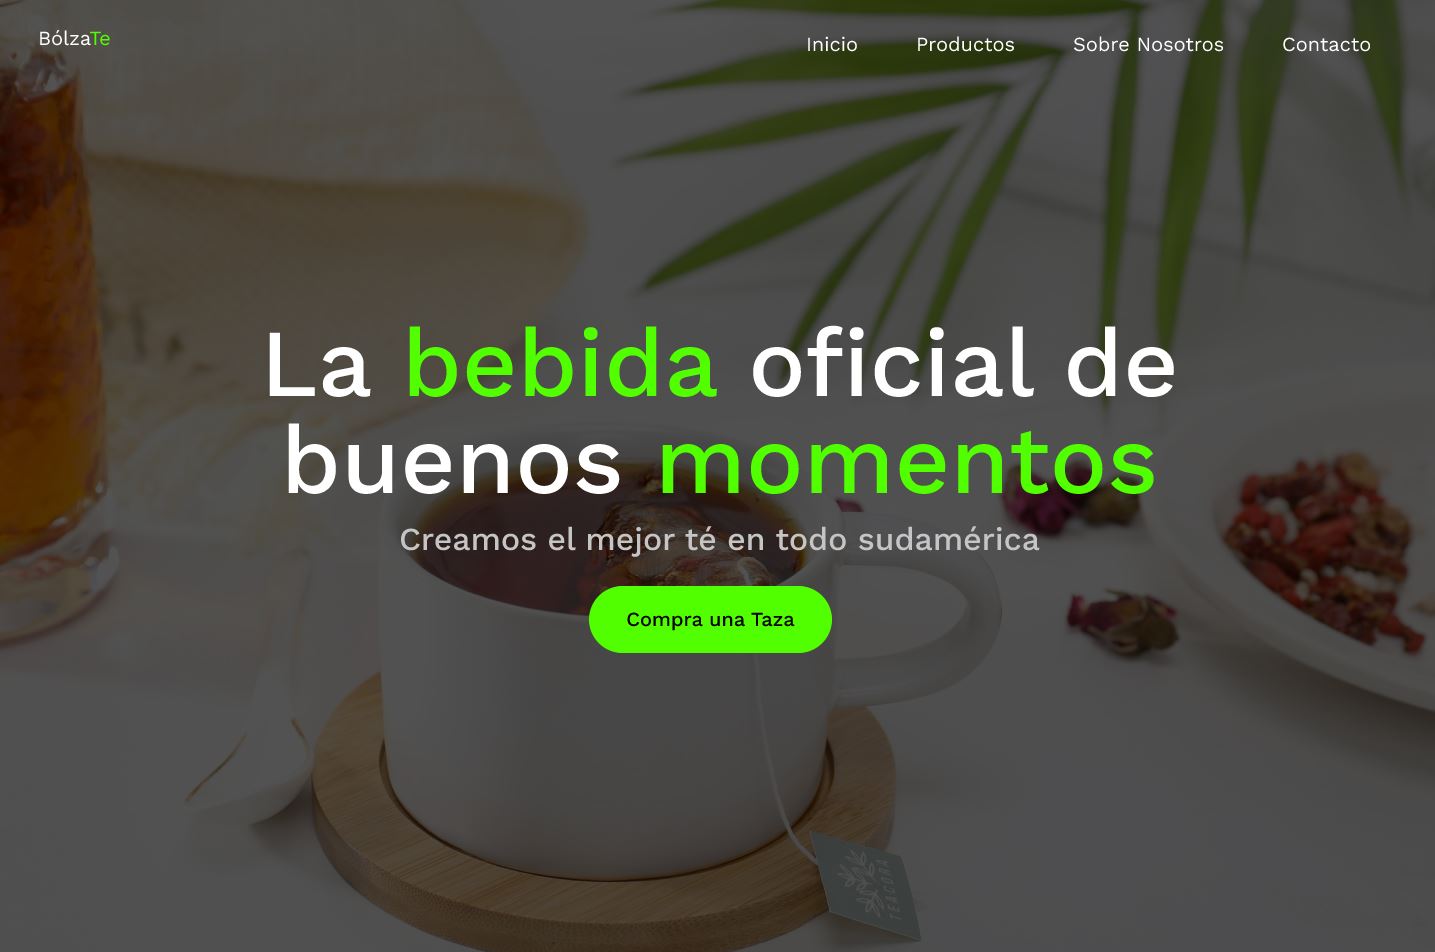 BólzaTe
Inicio Productos Sobre Nosotros Contacto
La bebida oficial de
buenos momentos
Creamos el mejor té en todo sudamérica
Compra una Taza
TEACORA